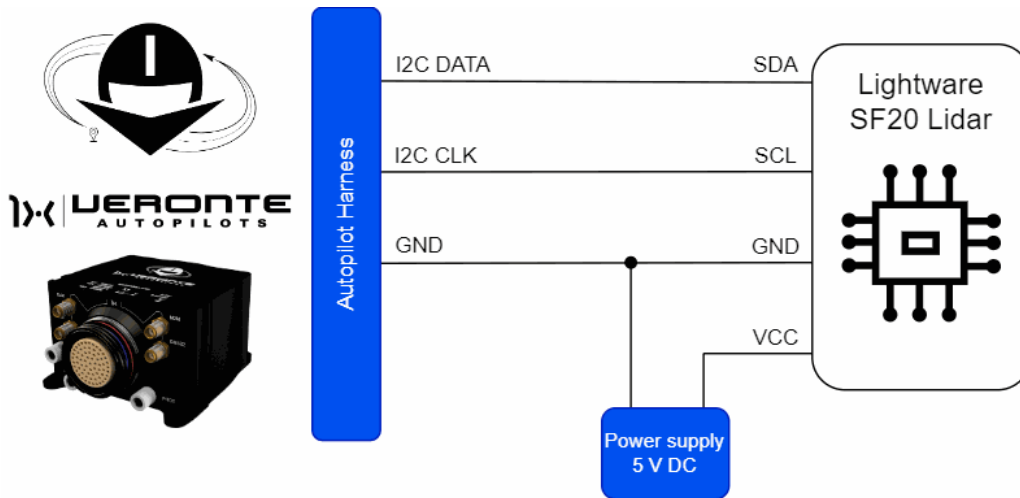 VERONTE
AUTOPILOTS
Autopilot Harness
I2C DATA
SDA
I2C CLK
SCL
GND
GND
VCC
Lightware
SF20 Lidar
Power supply
5 V DC